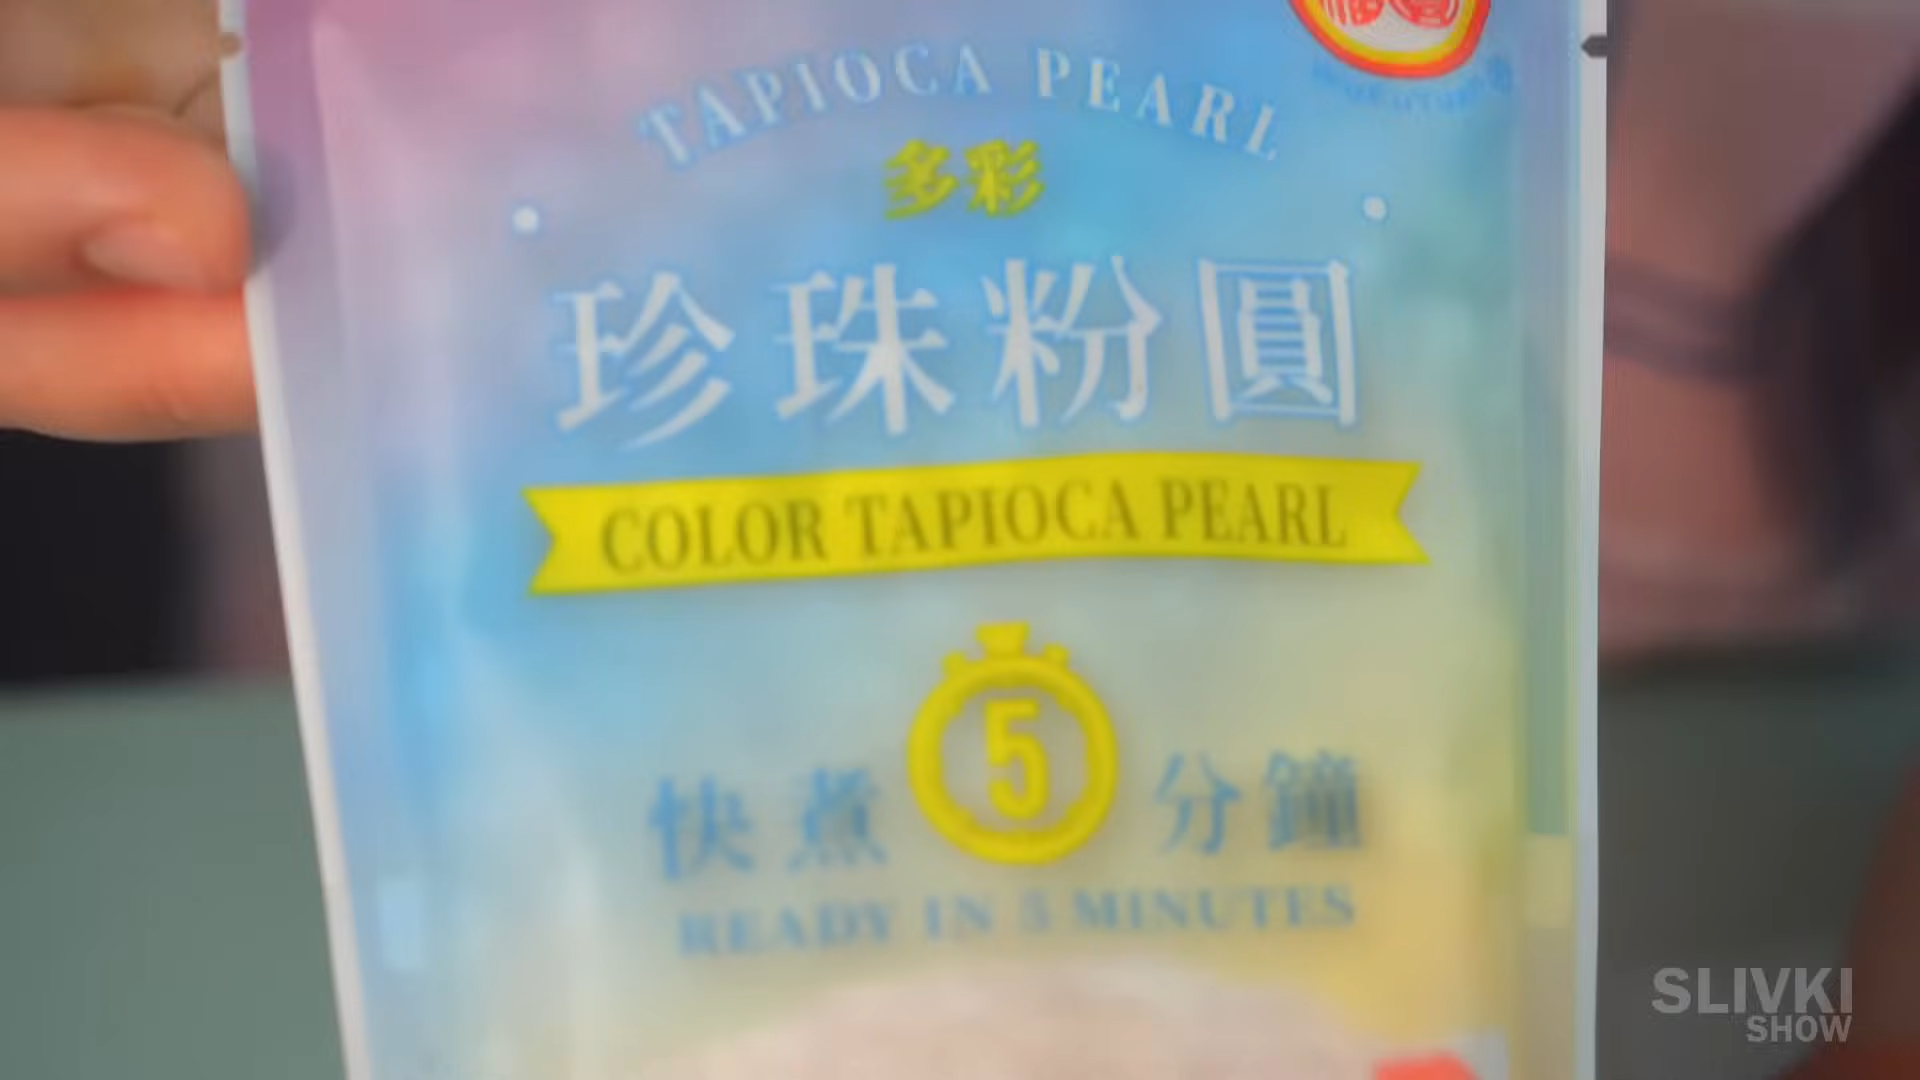 TAPIOCA PEARL
多彩
珍珠粉圓
COLOR TAPIOCA PEARL
快煮 5 分鐘
READY IN 5 MINUTES
SLIVKI
SHOW